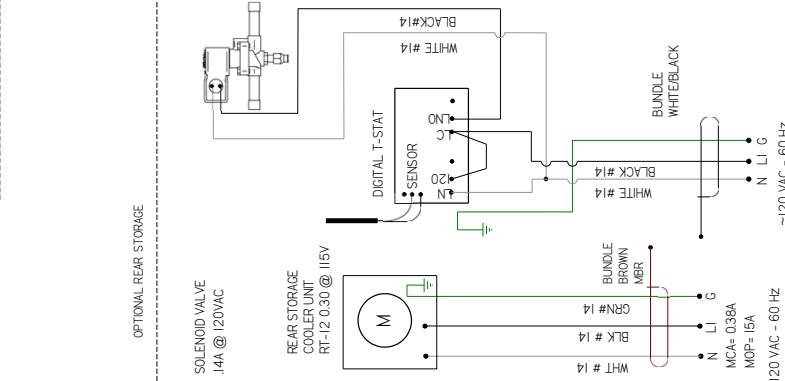 OPTIONAL REAR STORAGE
SOLENOID VALVE
.14A @ 120VAC
BLACK#14
WHITE #14
DIGITAL T-STAT
SENSOR
LNO
LC
120
LN
BLACK #14
WHITE #14
BUNDLE
WHITE/BLACK
G
L1
N
~120 VAC - 60 Hz
REAR STORAGE
COOLER UNIT
RT-12 0.30 @ 115V
M
BUNDLE
BROWN
MBR
GRN# 14
BLK # 14
WHT # 14
G
L1
N
MCA= 0.38A
MOP= 15A
120 VAC - 60 Hz